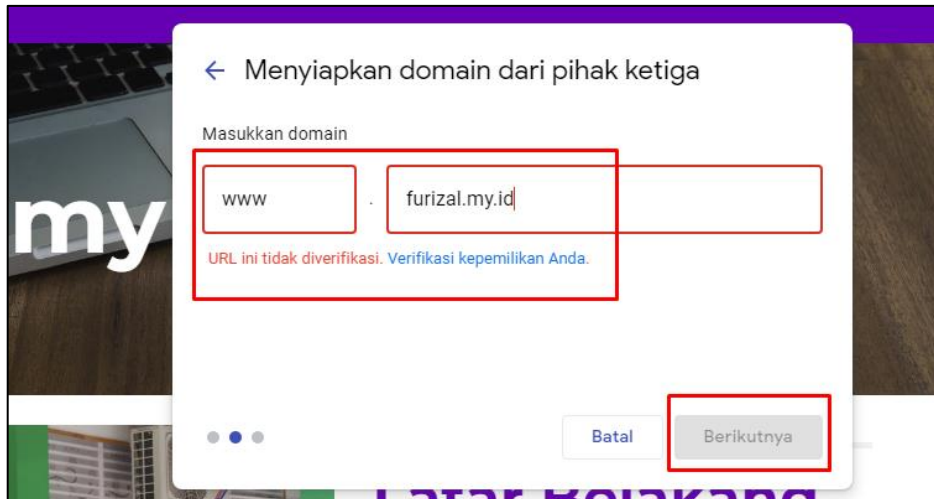 ← Menyiapkan domain dari pihak ketiga
Masukkan domain
www . furizal.my.id
my
URL ini tidak diverifikasi. Verifikasi kepemilikan Anda.
Batal Berikutnya
Latar Belakang